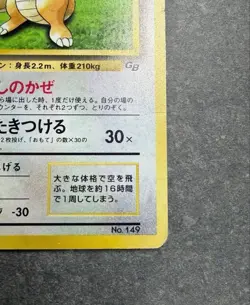 ン：身長2.2m、体重210kg
GB
しのかぜ
ら場に出した時、1度だけ使える。自分の場の
ウンターを、それぞれ2つずつ、とりのぞく。
たきつける
2枚投げ、「おもて」の数×30の
30×
げる
-30
大きな体格で空を飛
ぶ。地球を約16時間
で1周してしまう。
No.149